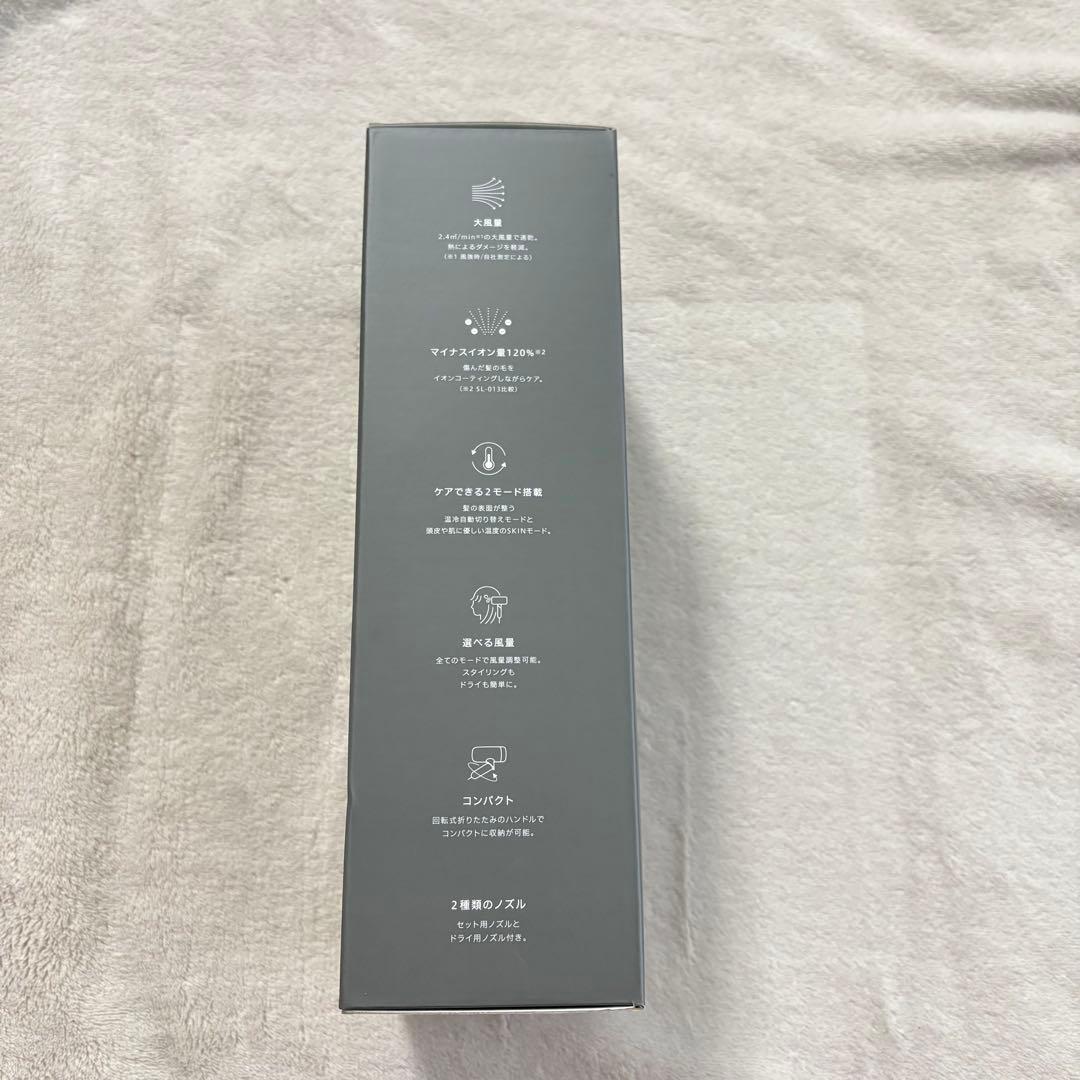 大風量
2.4㎥/min※1の大風量で速乾。
熱によるダメージを軽減。
(※1 風強時/自社測定による)
マイナスイオン量120%※2
傷んだ髪の毛を
イオンコーティングしながらケア。
(※2 SL-013比較)
ケアできる2モード搭載
髪の表面が整う
温冷自動切り替えモードと
頭皮や肌に優しい温度のSKINモード。
選べる風量
全てのモードで風量調整可能。
スタイリングも
ドライも簡単に。
コンパクト
回転式折りたたみのハンドルで
コンパクトに収納が可能。
2種類のノズル
セット用ノズルと
ドライ用ノズル付き。